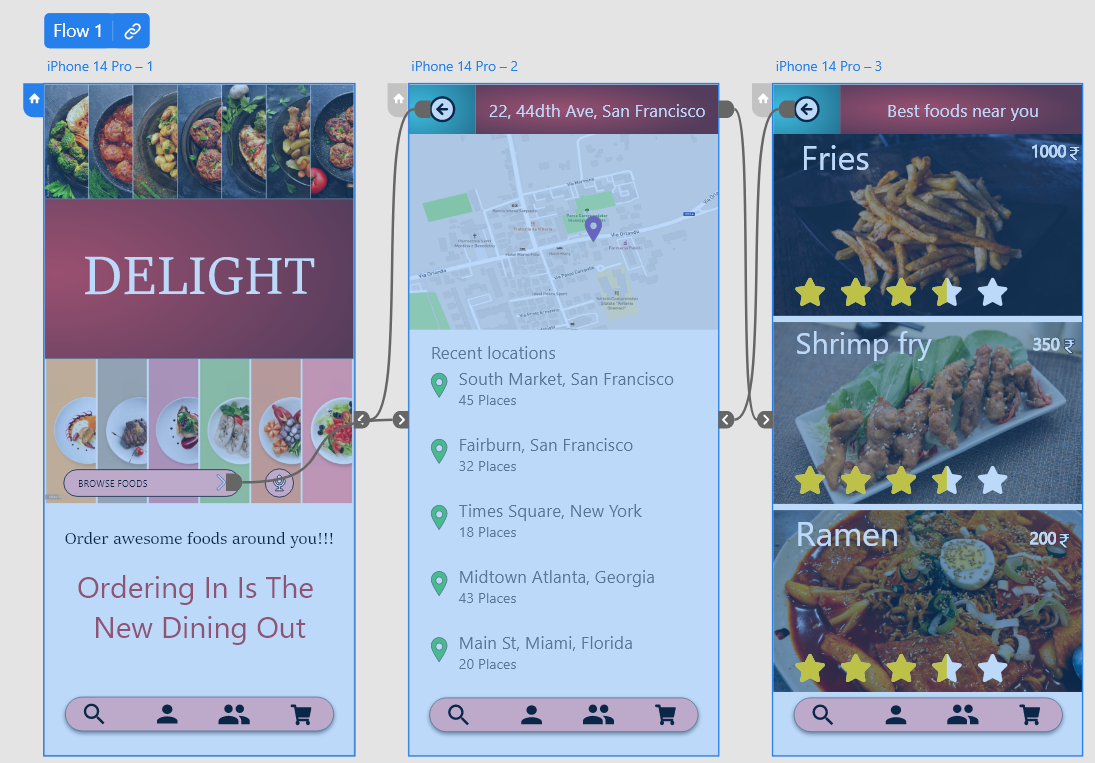 Flow 1
iPhone 14 Pro – 1
DELIGHT
BROWSE FOODS
Order awesome foods around you!!!
Ordering In Is The
New Dining Out
iPhone 14 Pro – 2
22, 44dth Ave, San Francisco
Recent locations
South Market, San Francisco
45 Places
Fairburn, San Francisco
32 Places
Times Square, New York
18 Places
Midtown Atlanta, Georgia
43 Places
Main St, Miami, Florida
20 Places
iPhone 14 Pro – 3
Best foods near you
Fries
1000 ₹
Shrimp fry
350 ₹
Ramen
200 ₹